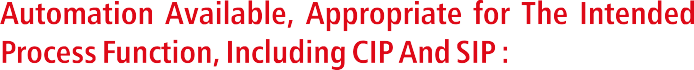 Automation Available, Appropriate for The Intended
Process Function, Including CIP And SIP :